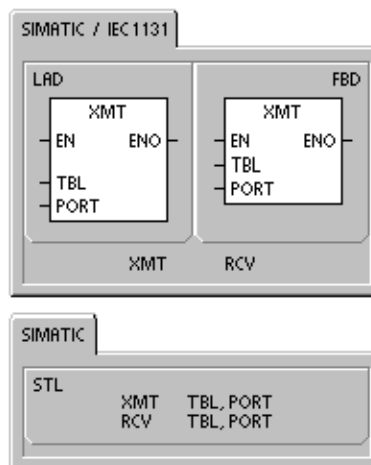 SIMATIC / IEC1131
LAD
XMT
EN ENO
TBL
PORT
FBD
XMT
EN ENO
TBL
PORT
XMT RCV
SIMATIC
STL
XMT TBL, PORT
RCV TBL, PORT